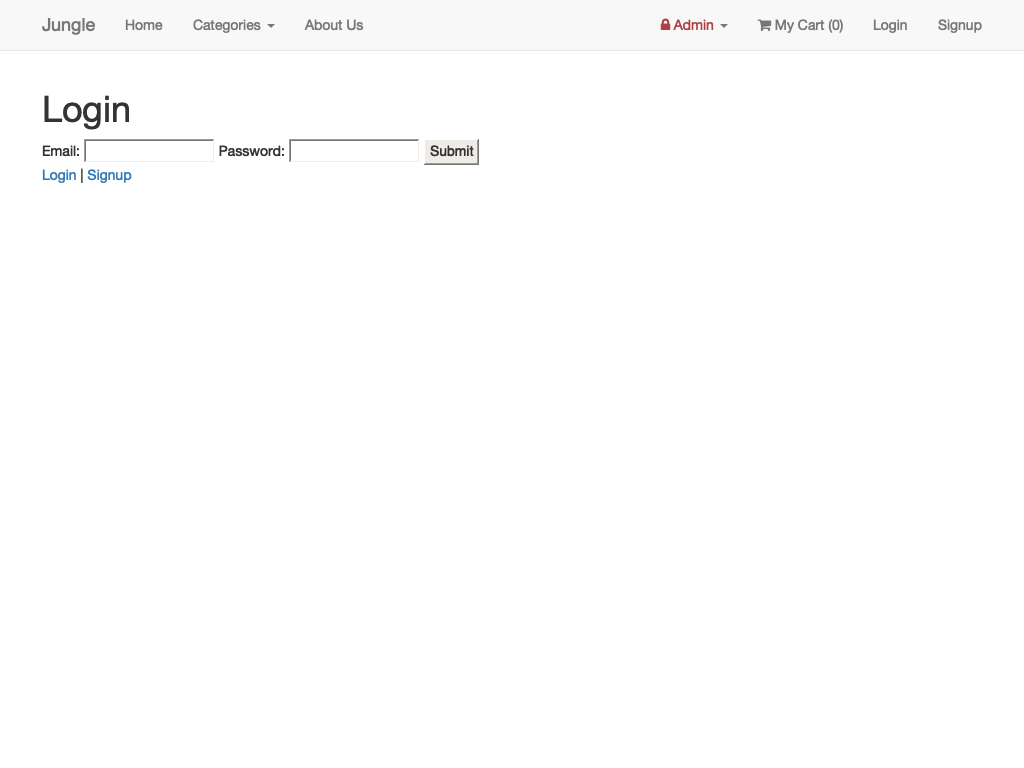 Jungle Home Categories About Us Admin My Cart (0) Login Signup
Login
Email: Password: Submit
Login | Signup